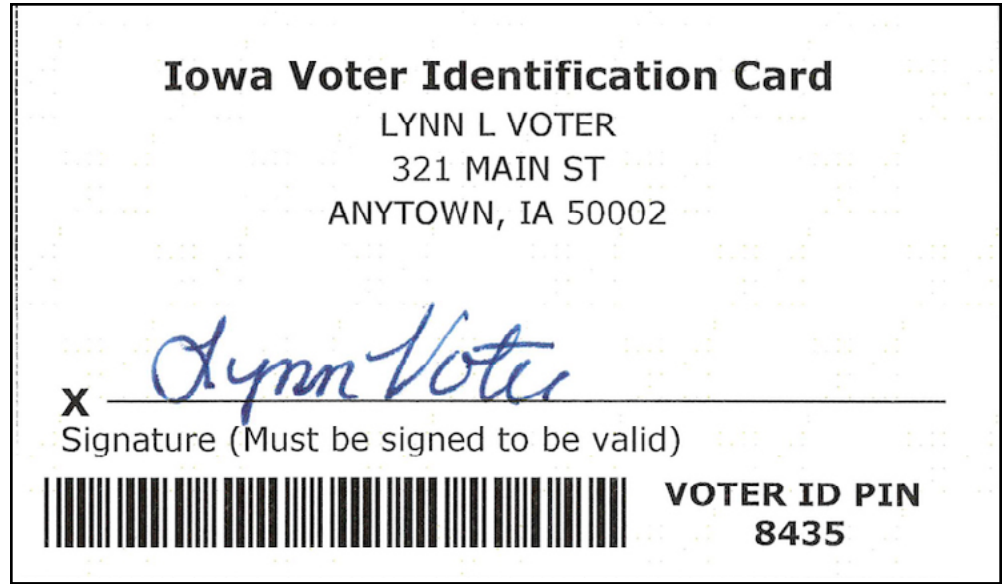 Iowa Voter Identification Card
LYNN L VOTER
321 MAIN ST
ANYTOWN, IA 50002
X Lynn Voter
Signature (Must be signed to be valid)
VOTER ID PIN
8435